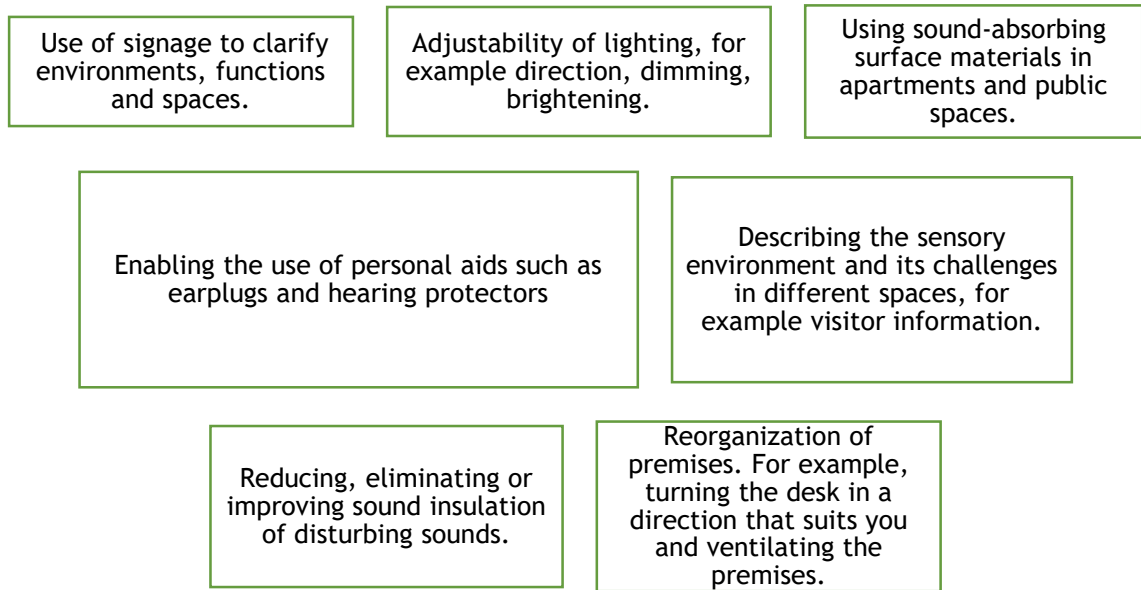 Use of signage to clarify
environments, functions
and spaces.
Adjustability of lighting, for
example direction, dimming,
brightening.
Using sound-absorbing
surface materials in
apartments and public
spaces.
Enabling the use of personal aids such as
earplugs and hearing protectors
Describing the sensory
environment and its challenges
in different spaces, for
example visitor information.
Reducing, eliminating or
improving sound insulation
of disturbing sounds.
Reorganization of
premises. For example,
turning the desk in a
direction that suits you
and ventilating the
premises.